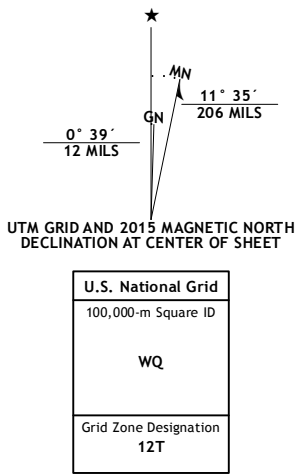 ★
MN
GN
11° 35´
206 MILS
0° 39´
12 MILS
UTM GRID AND 2015 MAGNETIC NORTH
DECLINATION AT CENTER OF SHEET
U.S. National Grid
100,000-m Square ID
WQ
Grid Zone Designation
12T